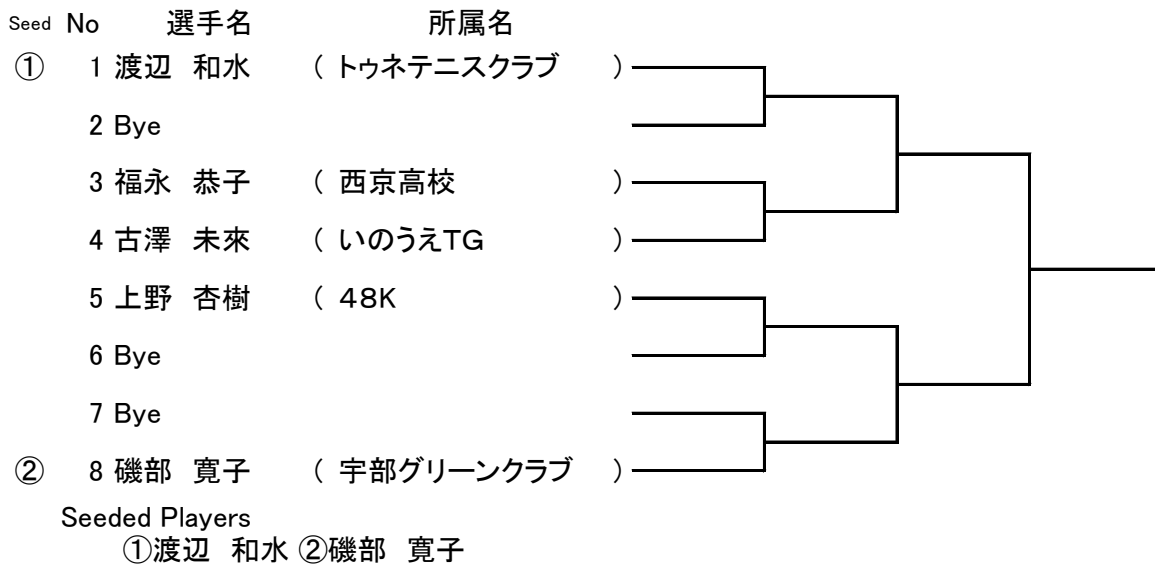 Seed No 選手名 所属名
① 1 渡辺 和水 ( トゥネテニスクラブ )
2 Bye
3 福永 恭子 ( 西京高校 )
4 古澤 未來 ( いのうえTG )
5 上野 杏樹 ( 48K )
6 Bye
7 Bye
② 8 磯部 寛子 ( 宇部グリーンクラブ )
Seeded Players
①渡辺 和水 ②磯部 寛子